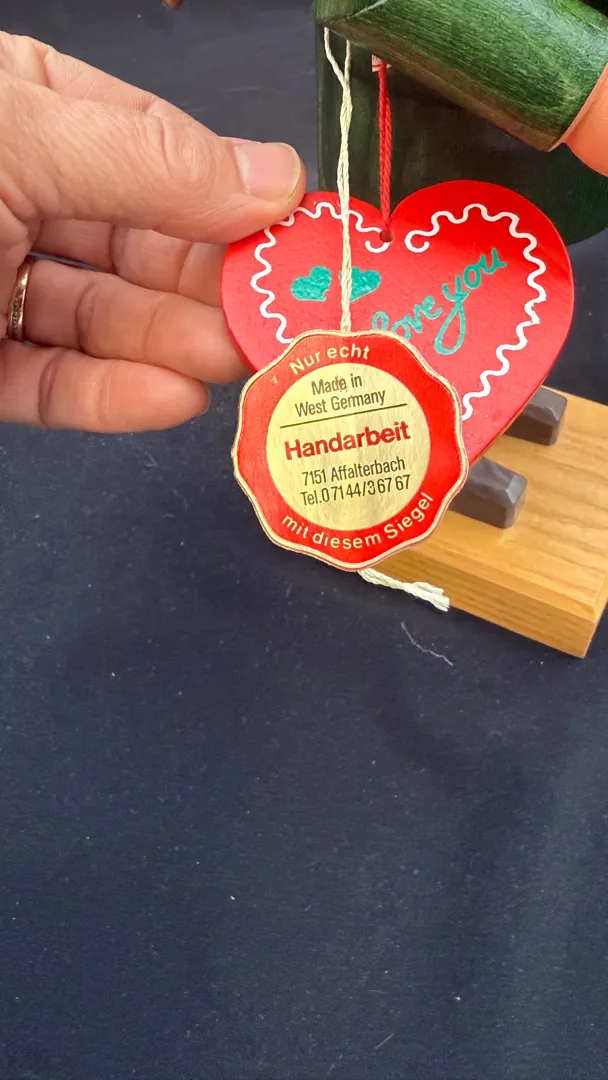 love you
Nur echt
Made in
West Germany
Handarbeit
7151 Affalterbach
Tel.07144/36767
mit diesem Siegel